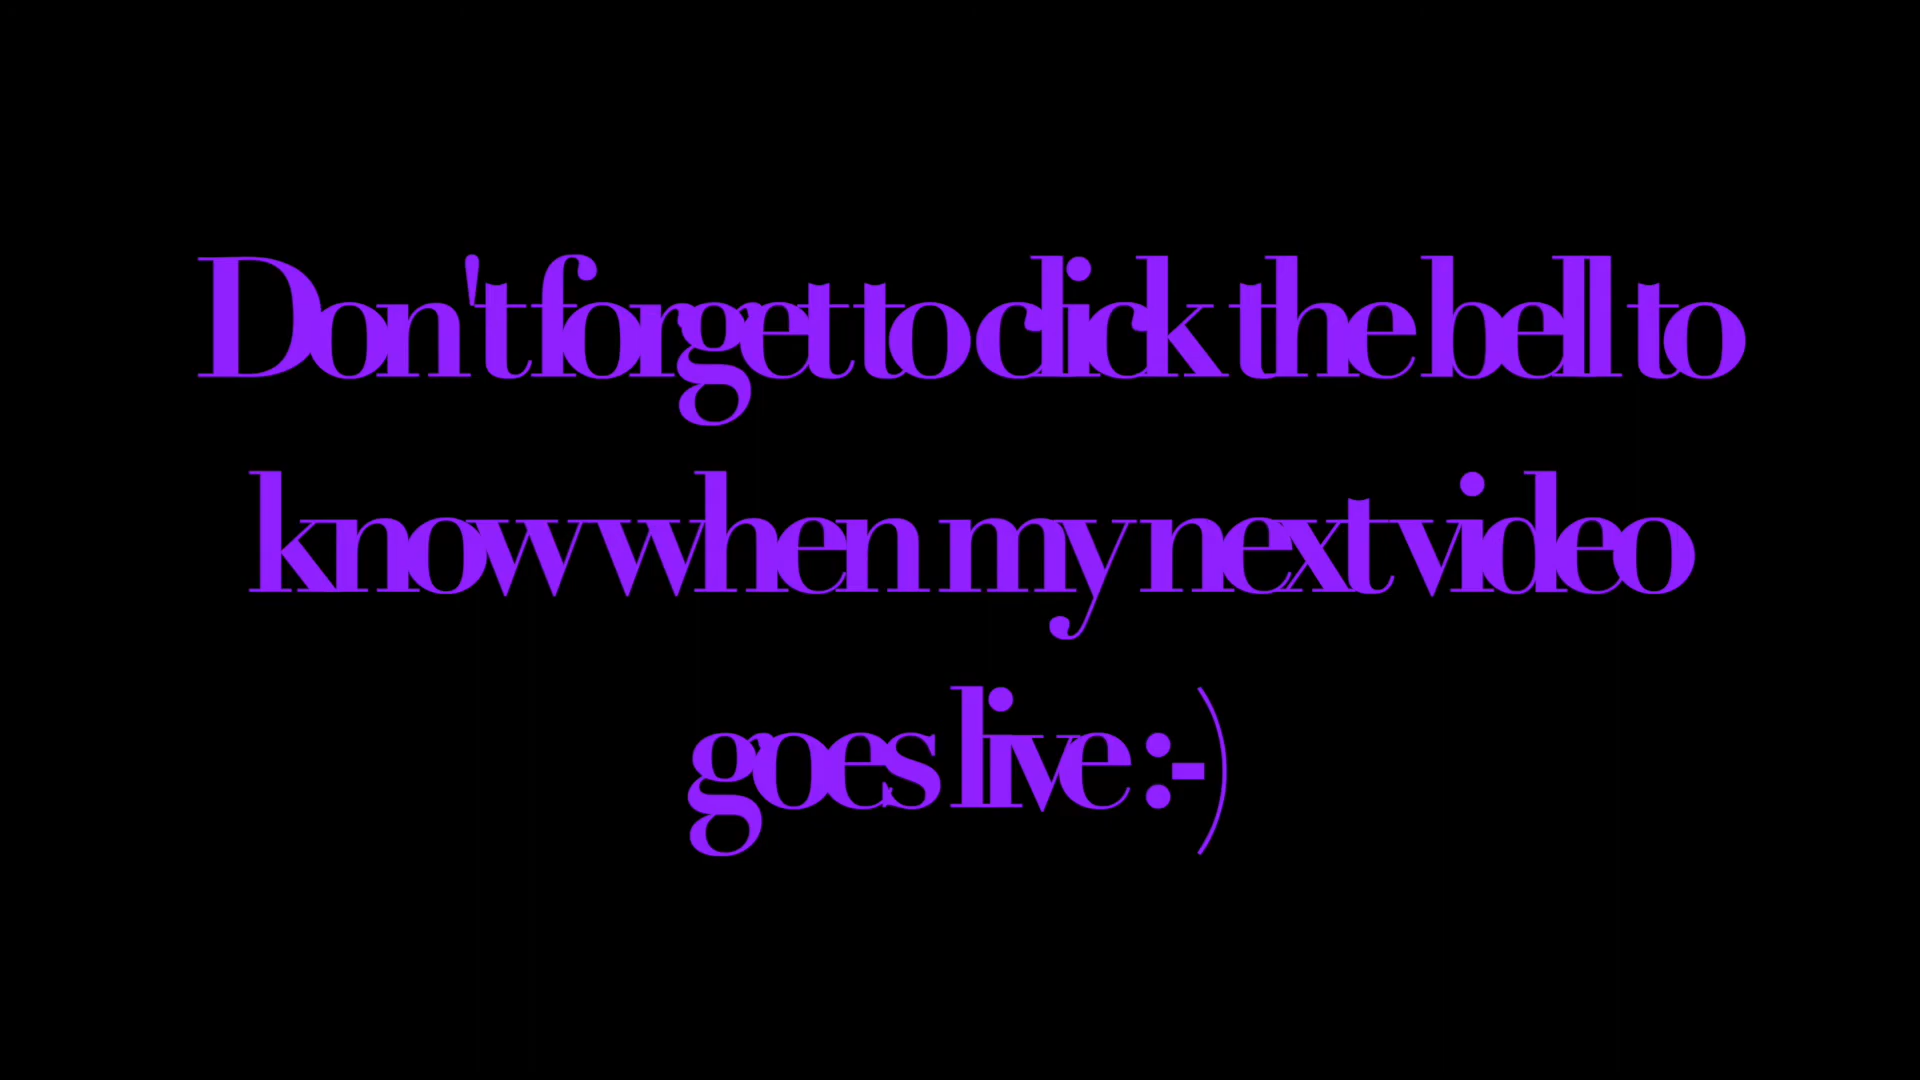 Don't forget to click the bell to
know when my next video
goes live :-)